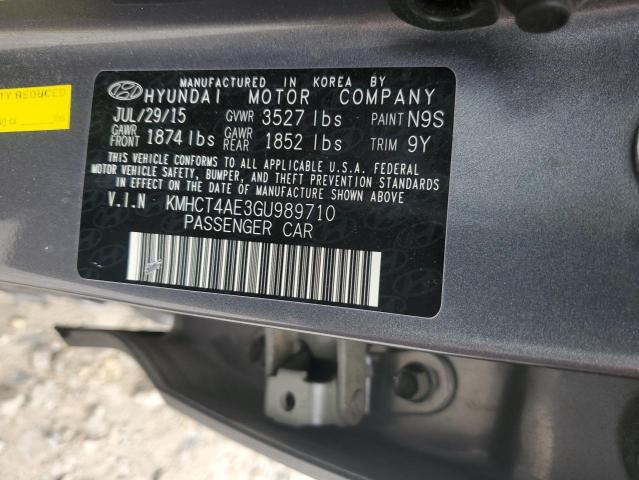 TY REDUCED
MANUFACTURED IN KOREA BY
HYUNDAI MOTOR COMPANY
JUL/29/15 GVWR 3527 lbs PAINT N9S
GAWR FRONT 1874 lbs GAWR REAR 1852 lbs TRIM 9Y
THIS VEHICLE CONFORMS TO ALL APPLICABLE U.S.A. FEDERAL
MOTOR VEHICLE SAFETY, BUMPER, AND THEFT PREVENTION STANDARDS
IN EFFECT ON THE DATE OF MANUFACTURE SHOWN ABOVE
V.I.N KMHCT4AE3GU989710
PASSENGER CAR